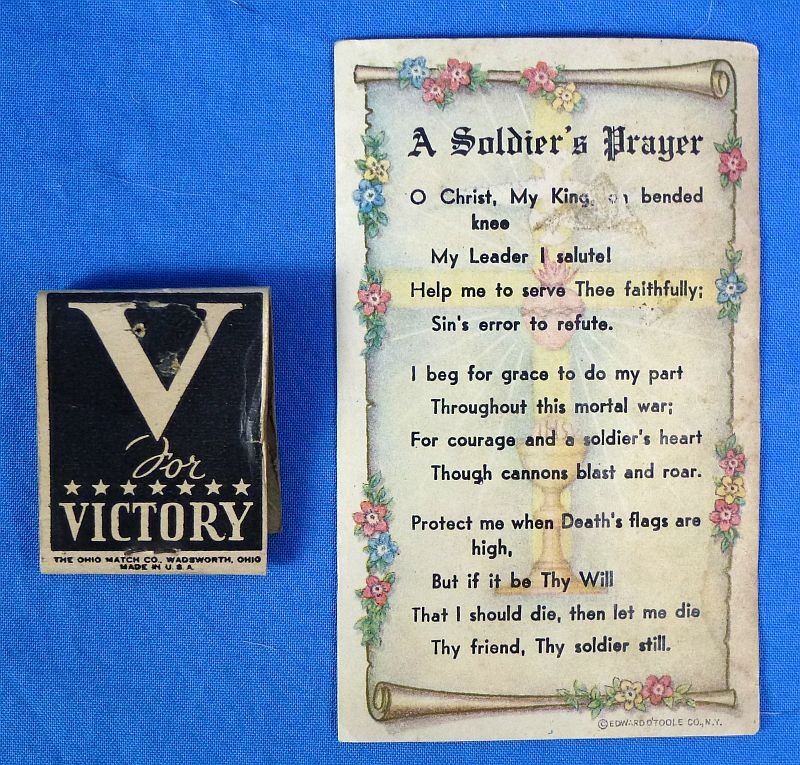 V
for
VICTORY
THE OHIO MATCH CO., WADSWORTH, OHIO
MADE IN U.S.A.
A Soldier's Prayer
O Christ, My King, on bended
knee
My Leader I salute!
Help me to serve Thee faithfully;
Sin's error to refute.
I beg for grace to do my part
Throughout this mortal war;
For courage and a soldier's heart
Though cannons blast and roar.
Protect me when Death's flags are
high,
But if it be Thy Will
That I should die, then let me die
Thy friend, Thy soldier still.
©EDWARD O'TOOLE CO., N.Y.